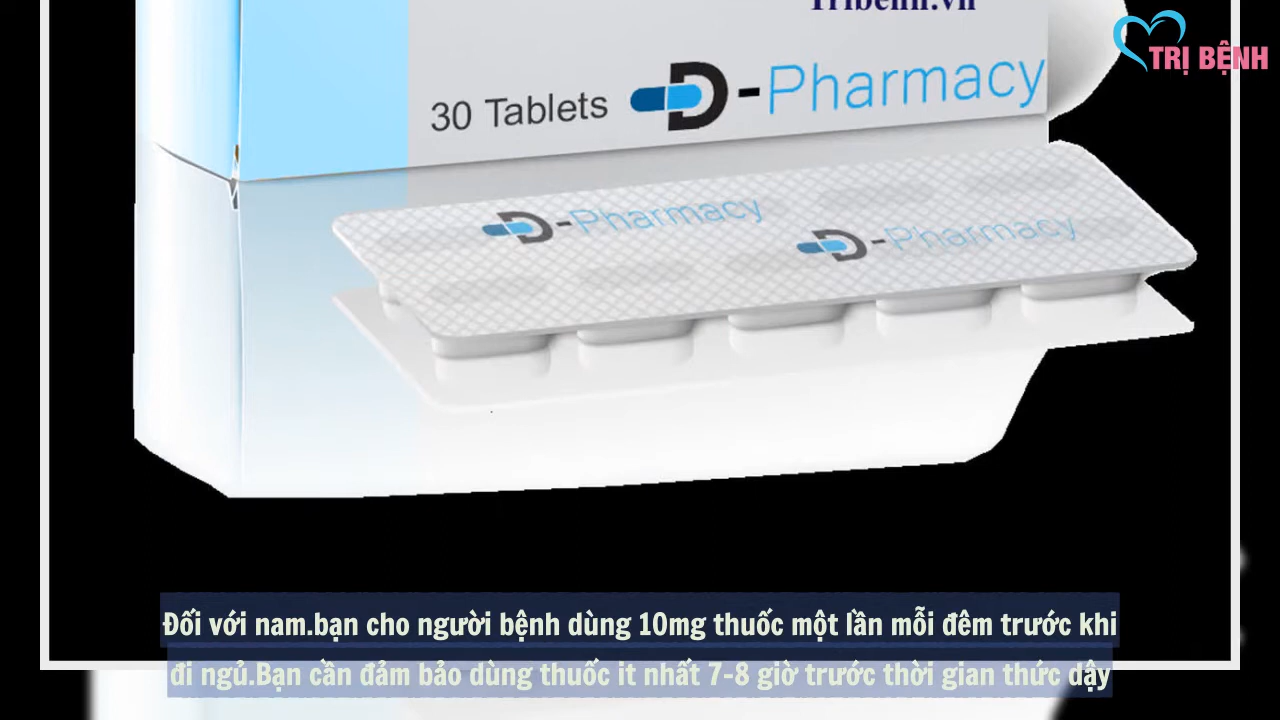 Tribenh.vn
TRỊ BỆNH
30 Tablets D-Pharmacy
D-Pharmacy
D-Pharmacy
Đối với nam.bạn cho người bệnh dùng 10mg thuốc một lần mỗi đêm trước khi
đi ngủ.Bạn cần đảm bảo dùng thuốc it nhất 7-8 giờ trước thời gian thức dậy